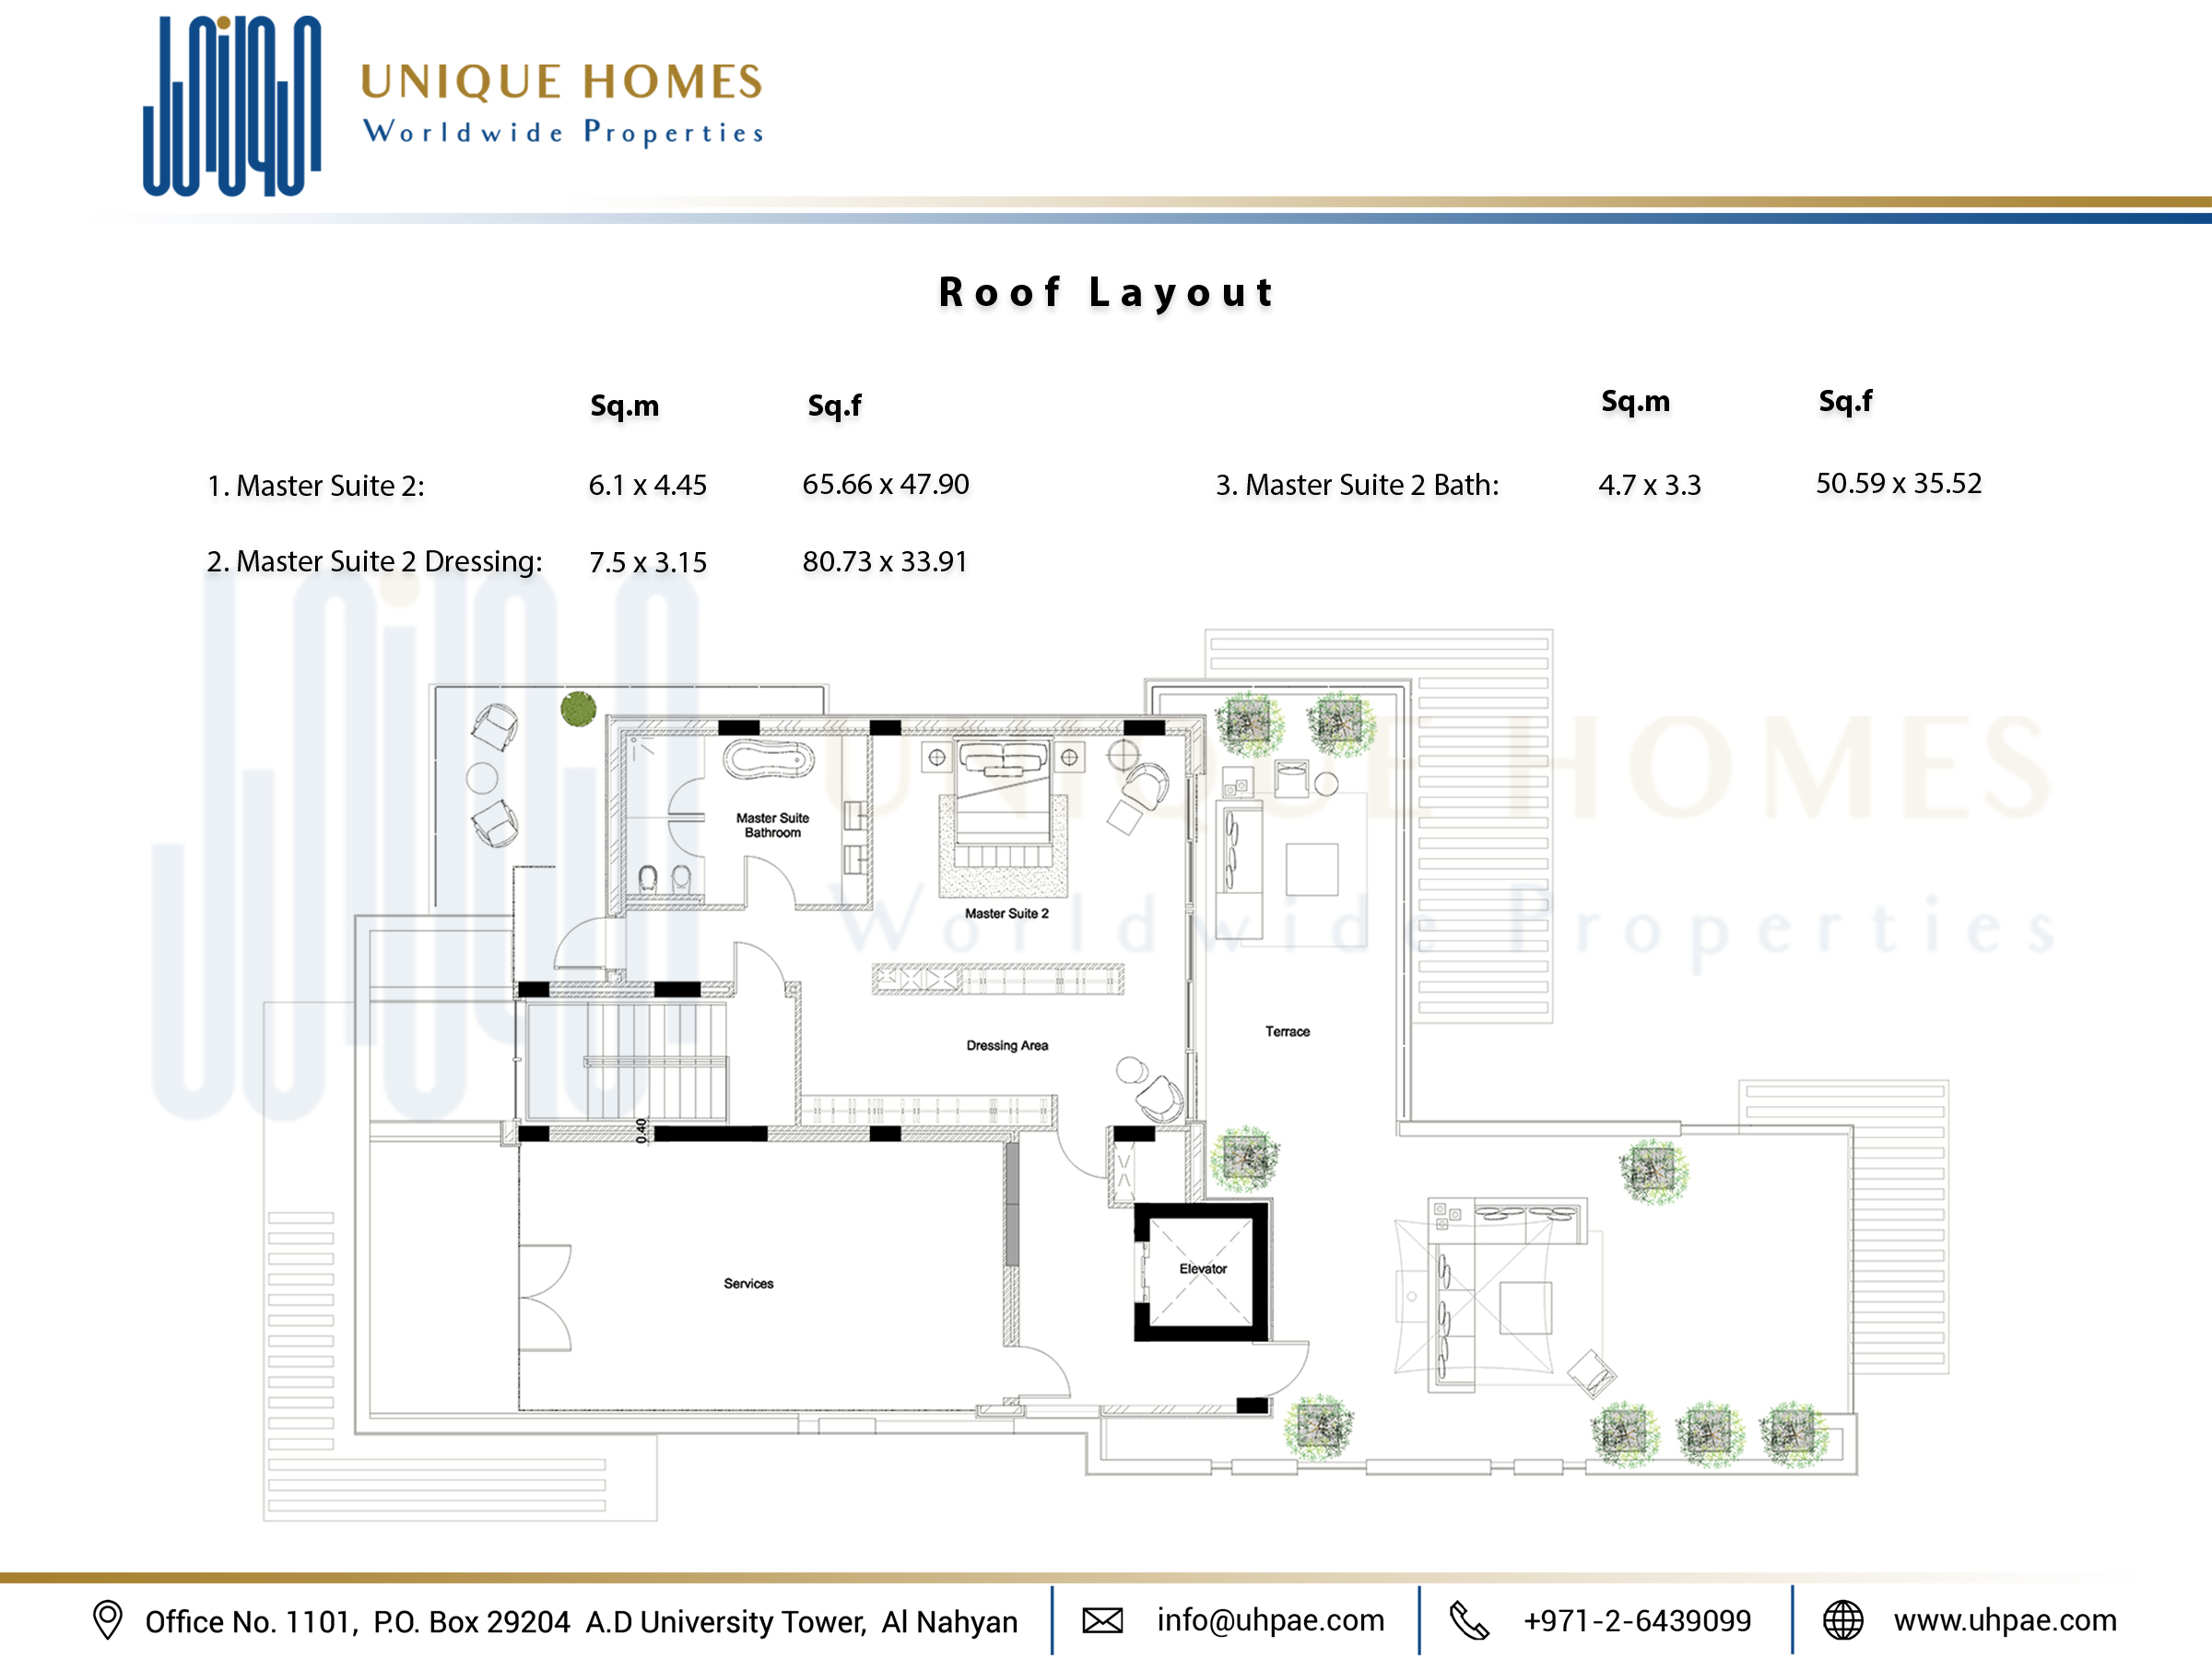 UNIQUE HOMES
Worldwide Properties
Roof Layout
Sq.m Sq.f
1. Master Suite 2: 6.1 x 4.45 65.66 x 47.90
2. Master Suite 2 Dressing: 7.5 x 3.15 80.73 x 33.91
Sq.m Sq.f
3. Master Suite 2 Bath: 4.7 x 3.3 50.59 x 35.52
UNIQUE HOMES
Worldwide Properties
Master Suite
Bathroom
Master Suite 2
Terrace
Dressing Area
0.40
Elevator
Services
Office No. 1101, P.O. Box 29204 A.D University Tower, Al Nahyan
info@uhpae.com
+971-2-6439099
www.uhpae.com